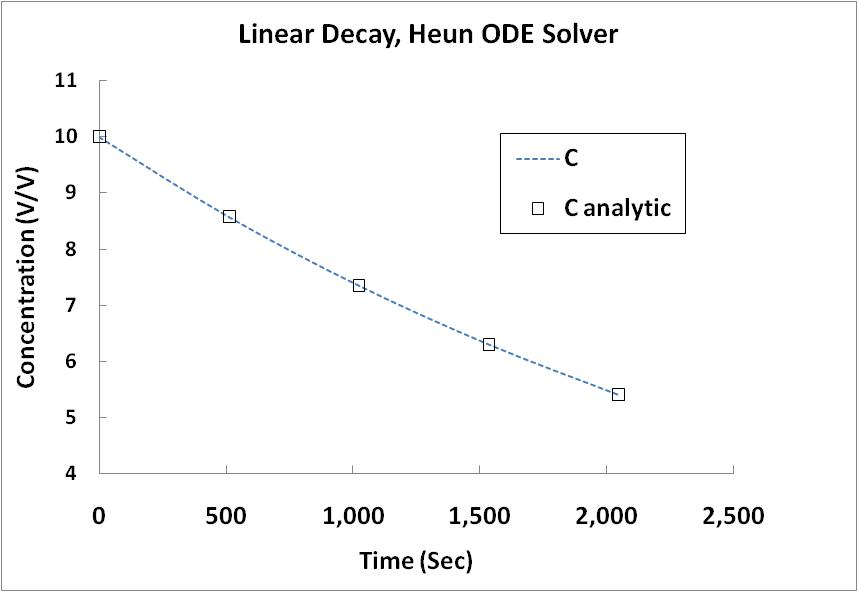 Linear Decay, Heun ODE Solver
11
10
9
8
7
6
5
4
Concentration (V/V)
C
C analytic
0 500 1,000 1,500 2,000 2,500
Time (Sec)